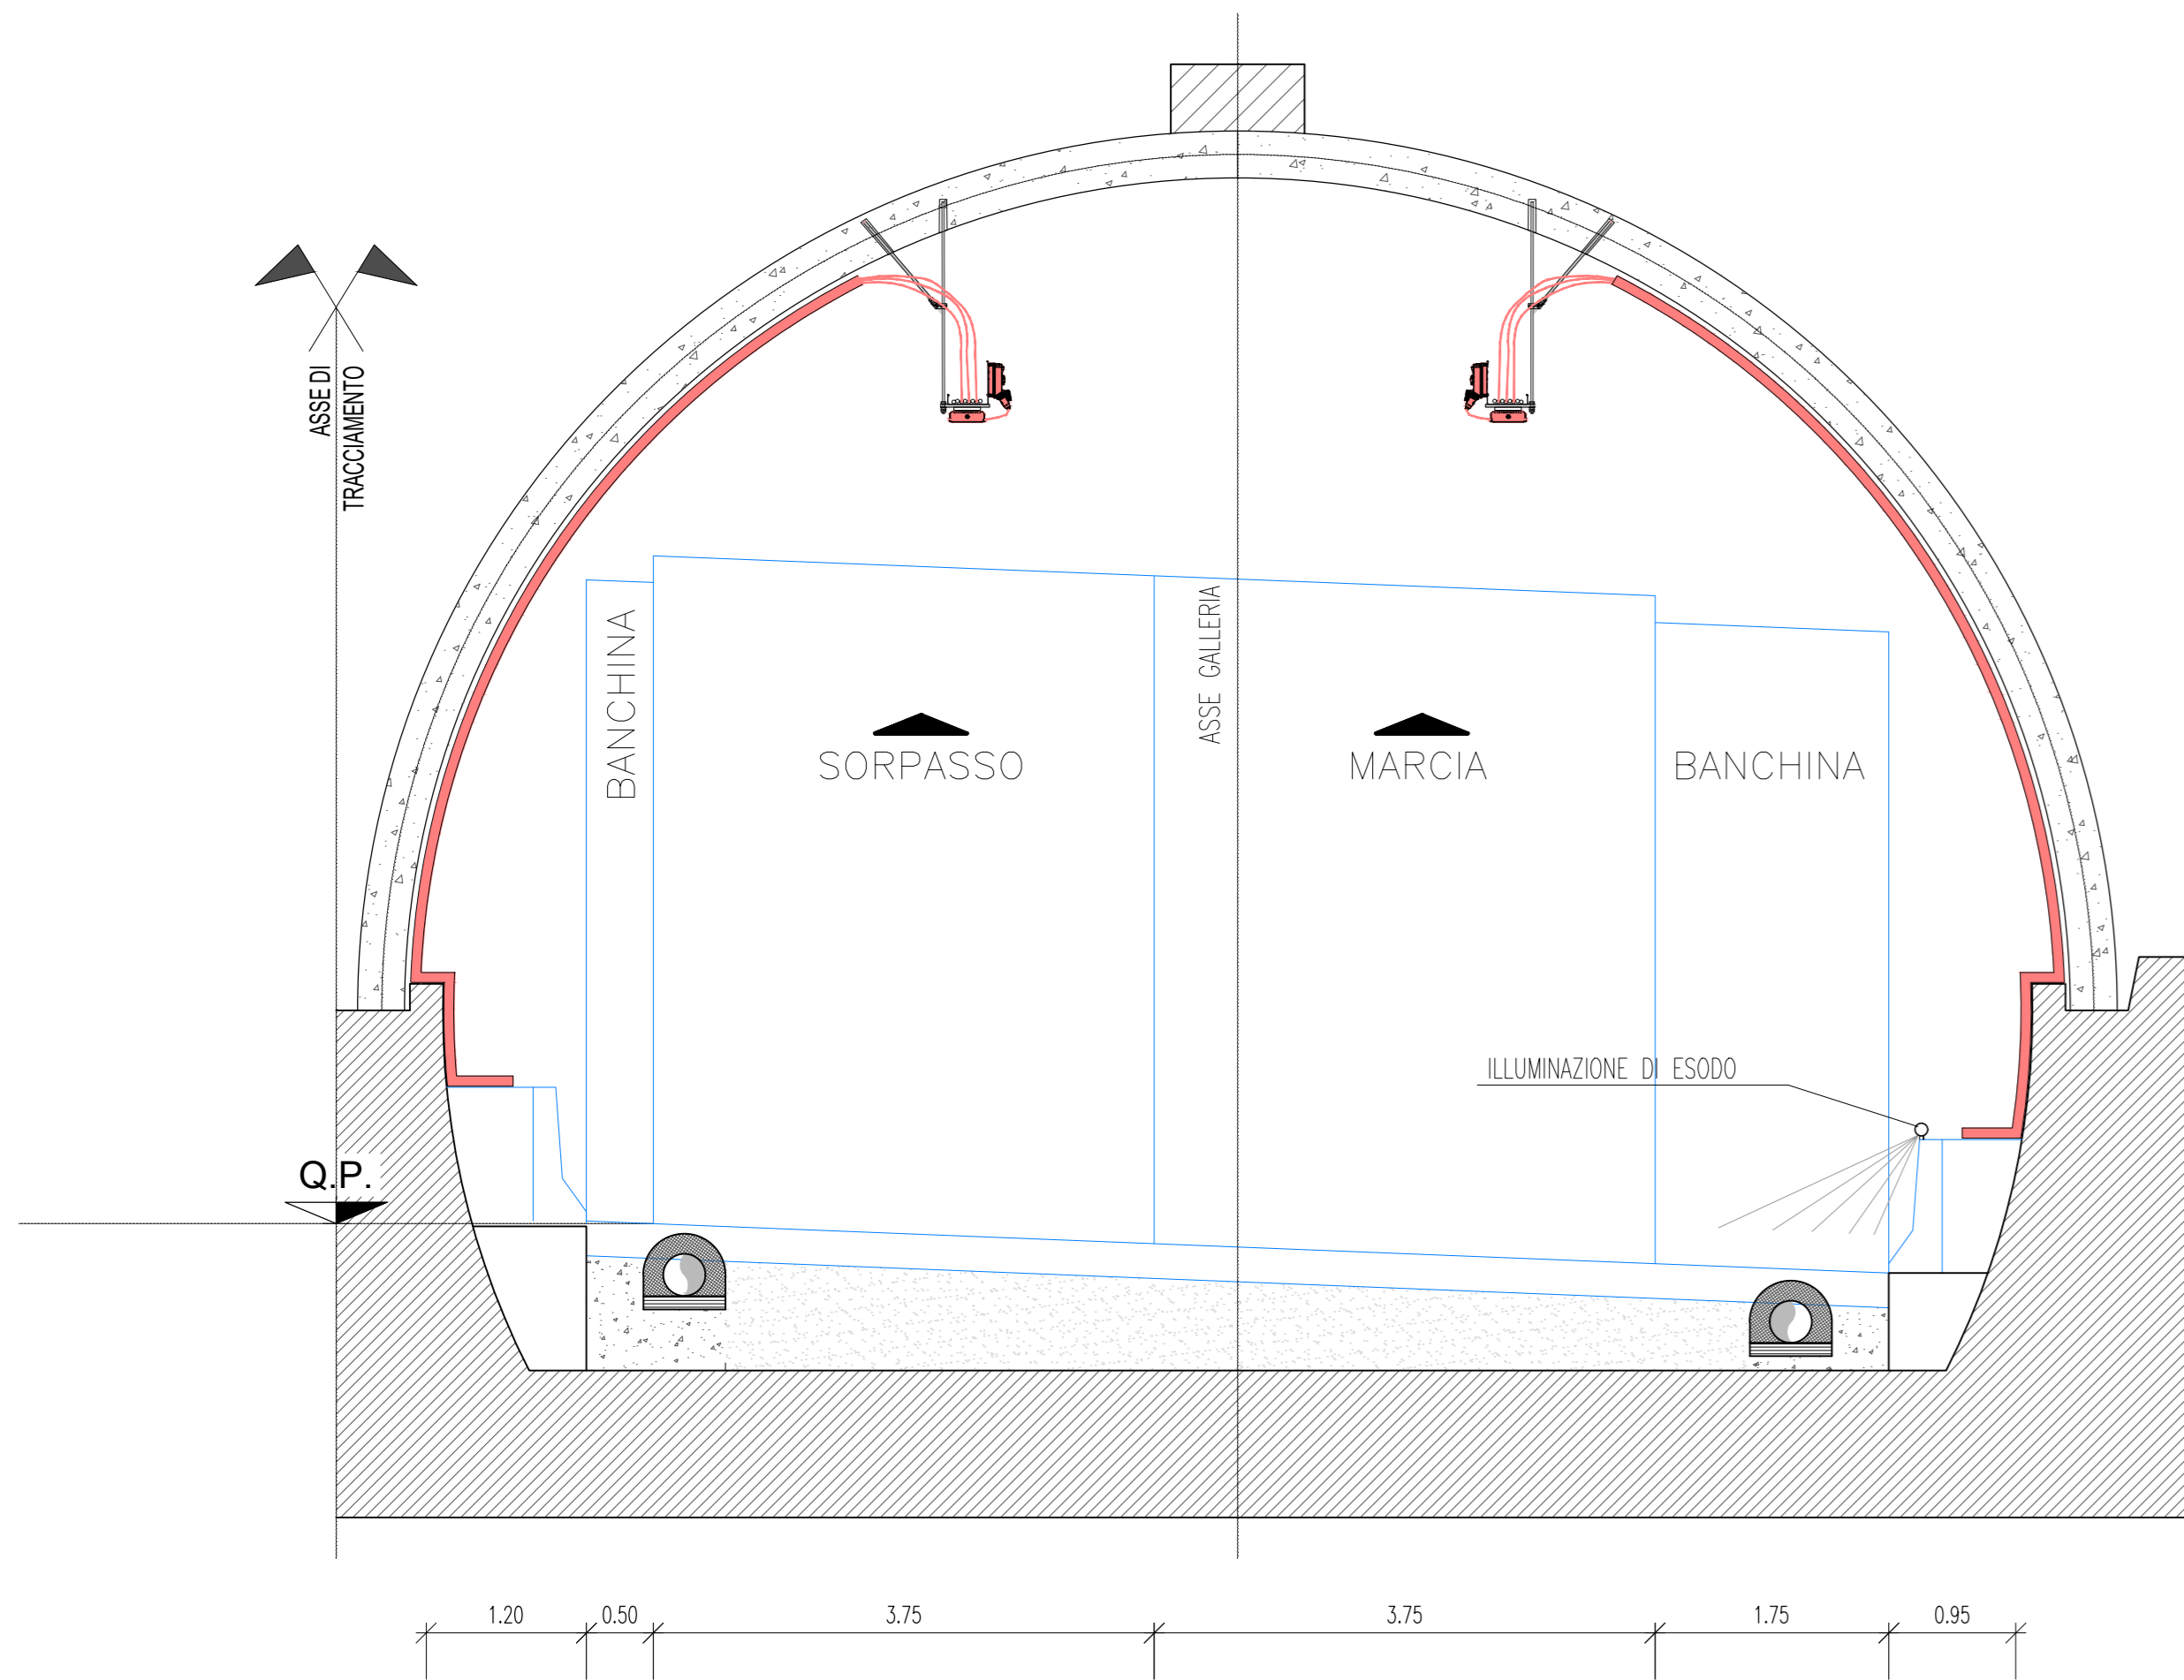 ASSE DI
TRACCIAMENTO
BANCHINA
ASSE GALLERIA
SORPASSO
MARCIA
BANCHINA
ILLUMINAZIONE DI ESODO
Q.P.
1.20
0.50
3.75
3.75
1.75
0.95